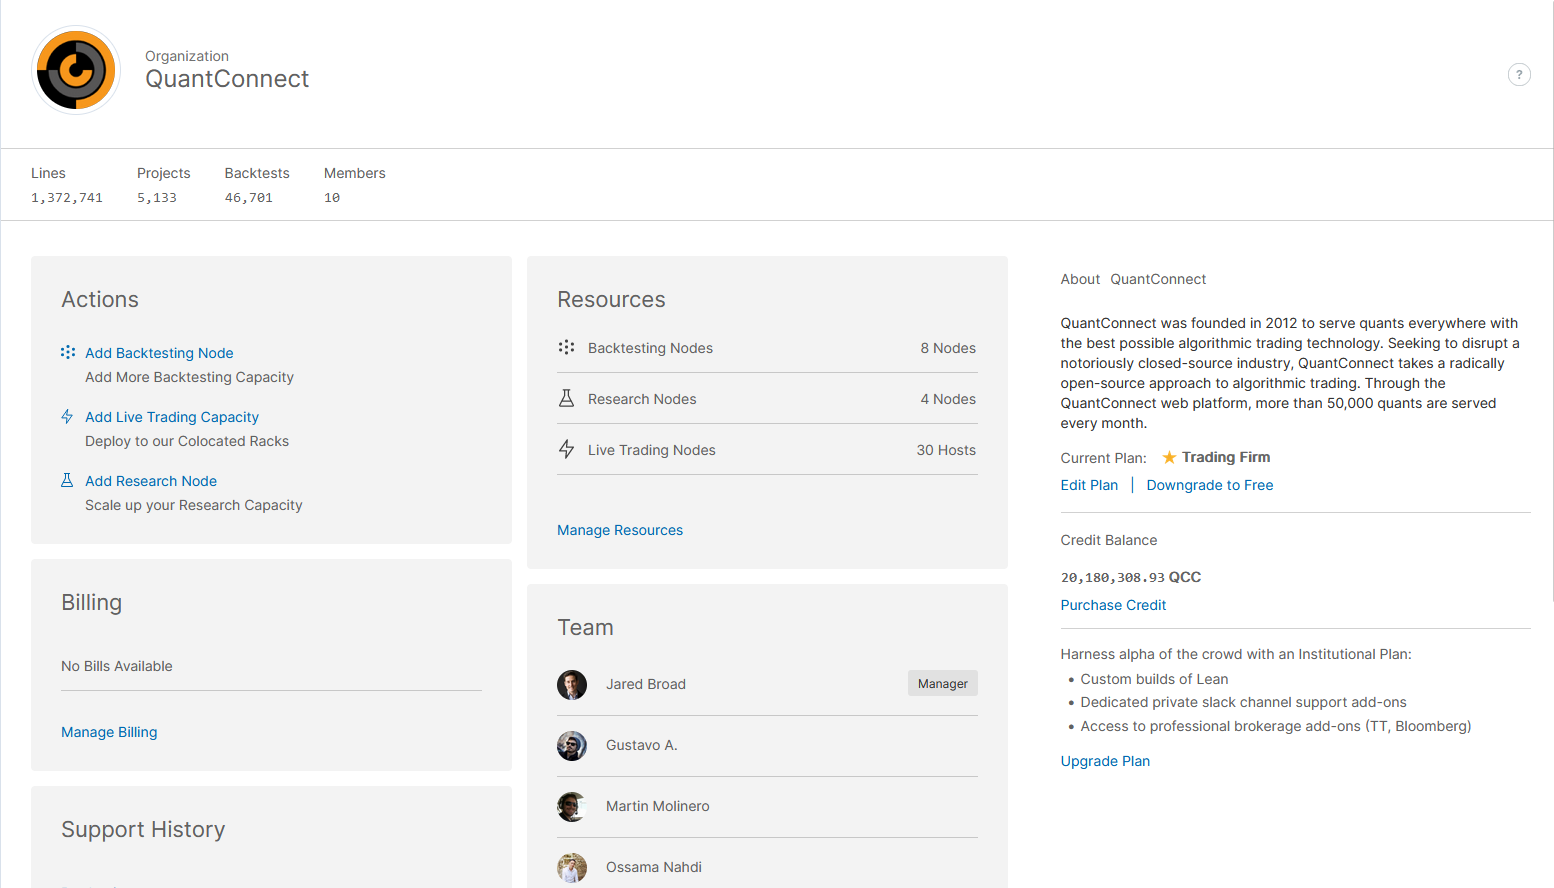 Organization
QuantConnect
?
Lines
1,372,741
Projects
5,133
Backtests
46,701
Members
10
Actions
Add Backtesting Node
Add More Backtesting Capacity
Add Live Trading Capacity
Deploy to our Colocated Racks
Add Research Node
Scale up your Research Capacity
Billing
No Bills Available
Manage Billing
Support History
Resources
Backtesting Nodes 8 Nodes
Research Nodes 4 Nodes
Live Trading Nodes 30 Hosts
Manage Resources
Team
Jared Broad Manager
Gustavo A.
Martin Molinero
Ossama Nahdi
About QuantConnect
QuantConnect was founded in 2012 to serve quants everywhere with
the best possible algorithmic trading technology. Seeking to disrupt a
notoriously closed-source industry, QuantConnect takes a radically
open-source approach to algorithmic trading. Through the
QuantConnect web platform, more than 50,000 quants are served
every month.
Current Plan: Trading Firm
Edit Plan | Downgrade to Free
Credit Balance
20,180,308.93 QCC
Purchase Credit
Harness alpha of the crowd with an Institutional Plan:
• Custom builds of Lean
• Dedicated private slack channel support add-ons
• Access to professional brokerage add-ons (TT, Bloomberg)
Upgrade Plan